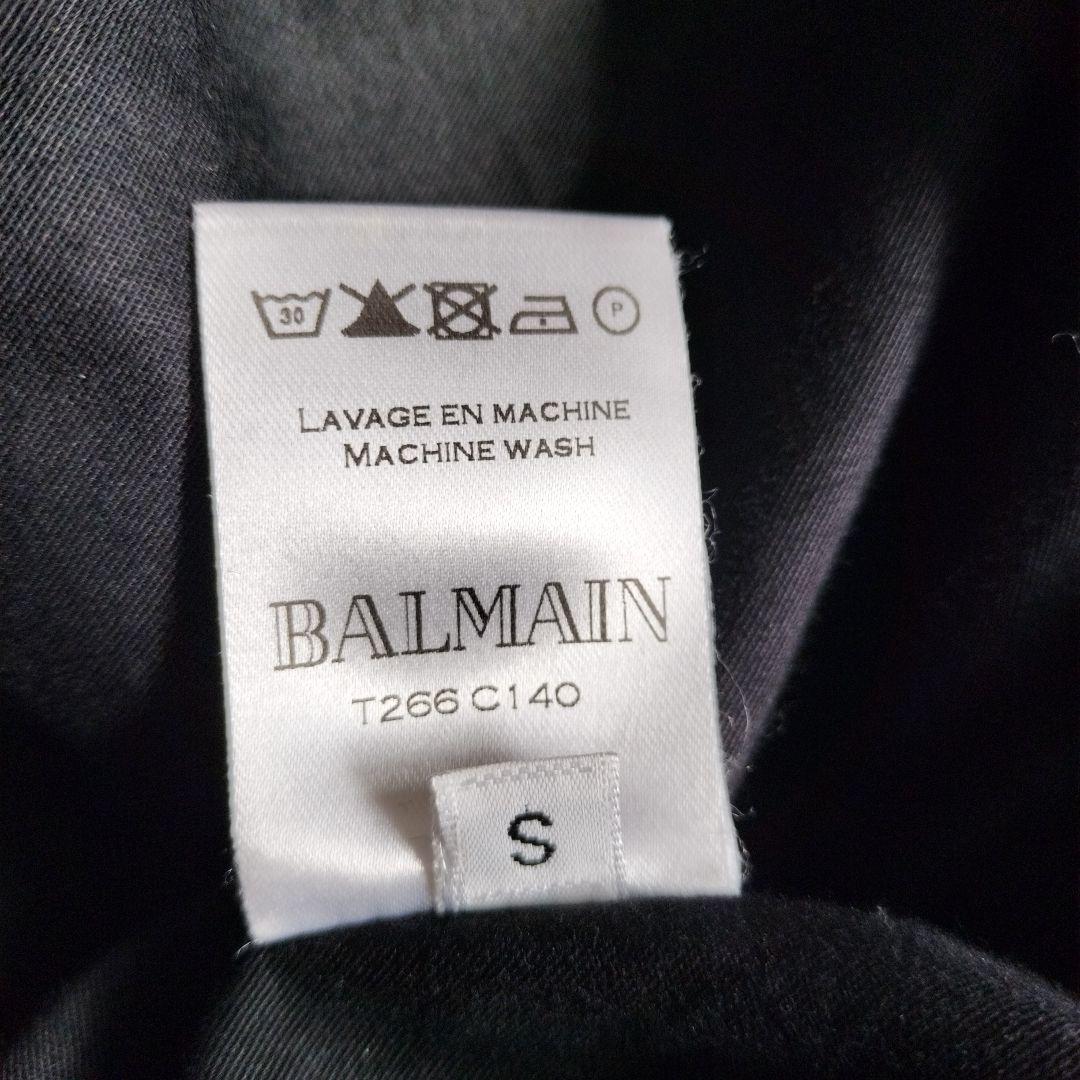 30 P
LAVAGE EN MACHINE
MACHINE WASH
BALMAIN
T266 C140
S